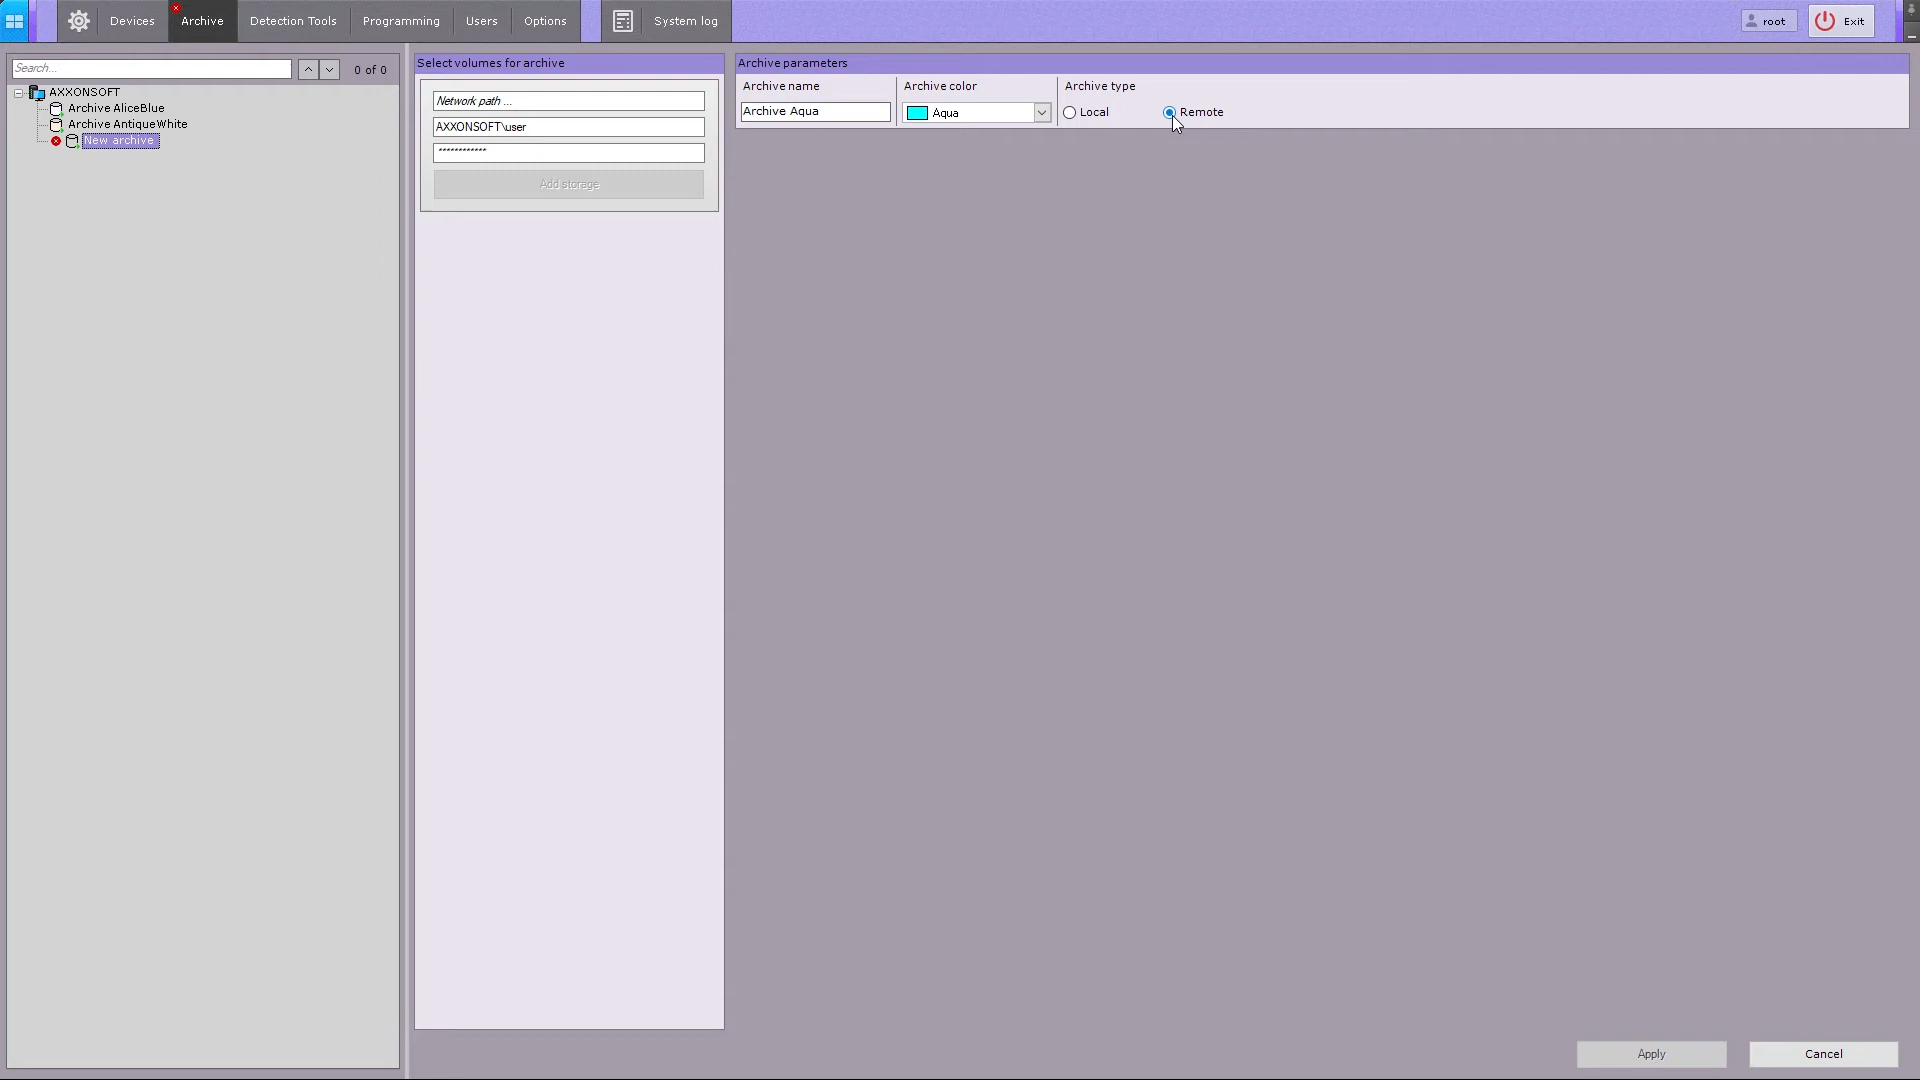 Devices
Archive
Detection Tools
Programming
Users
Options
System log
root
Exit
Search...
0 of 0
AXXONSOFT
Archive AliceBlue
Archive AntiqueWhite
New archive
Select volumes for archive
Network path ...
AXXONSOFT\user
************
Add storage
Archive parameters
Archive name
Archive color
Archive type
Archive Aqua
Aqua
Local
Remote
Apply
Cancel